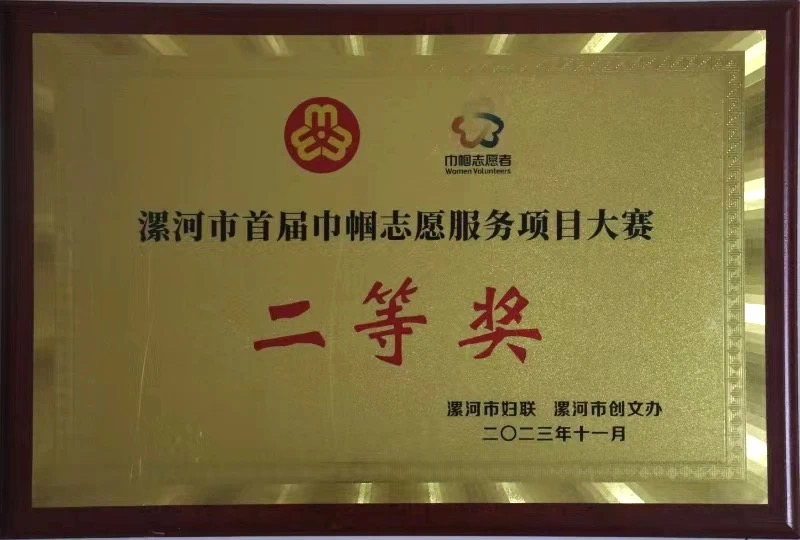 巾帼志愿者
Women Volunteers
漯河市首届巾帼志愿服务项目大赛
二等奖
漯河市妇联 漯河市创文办
二〇二三年十一月